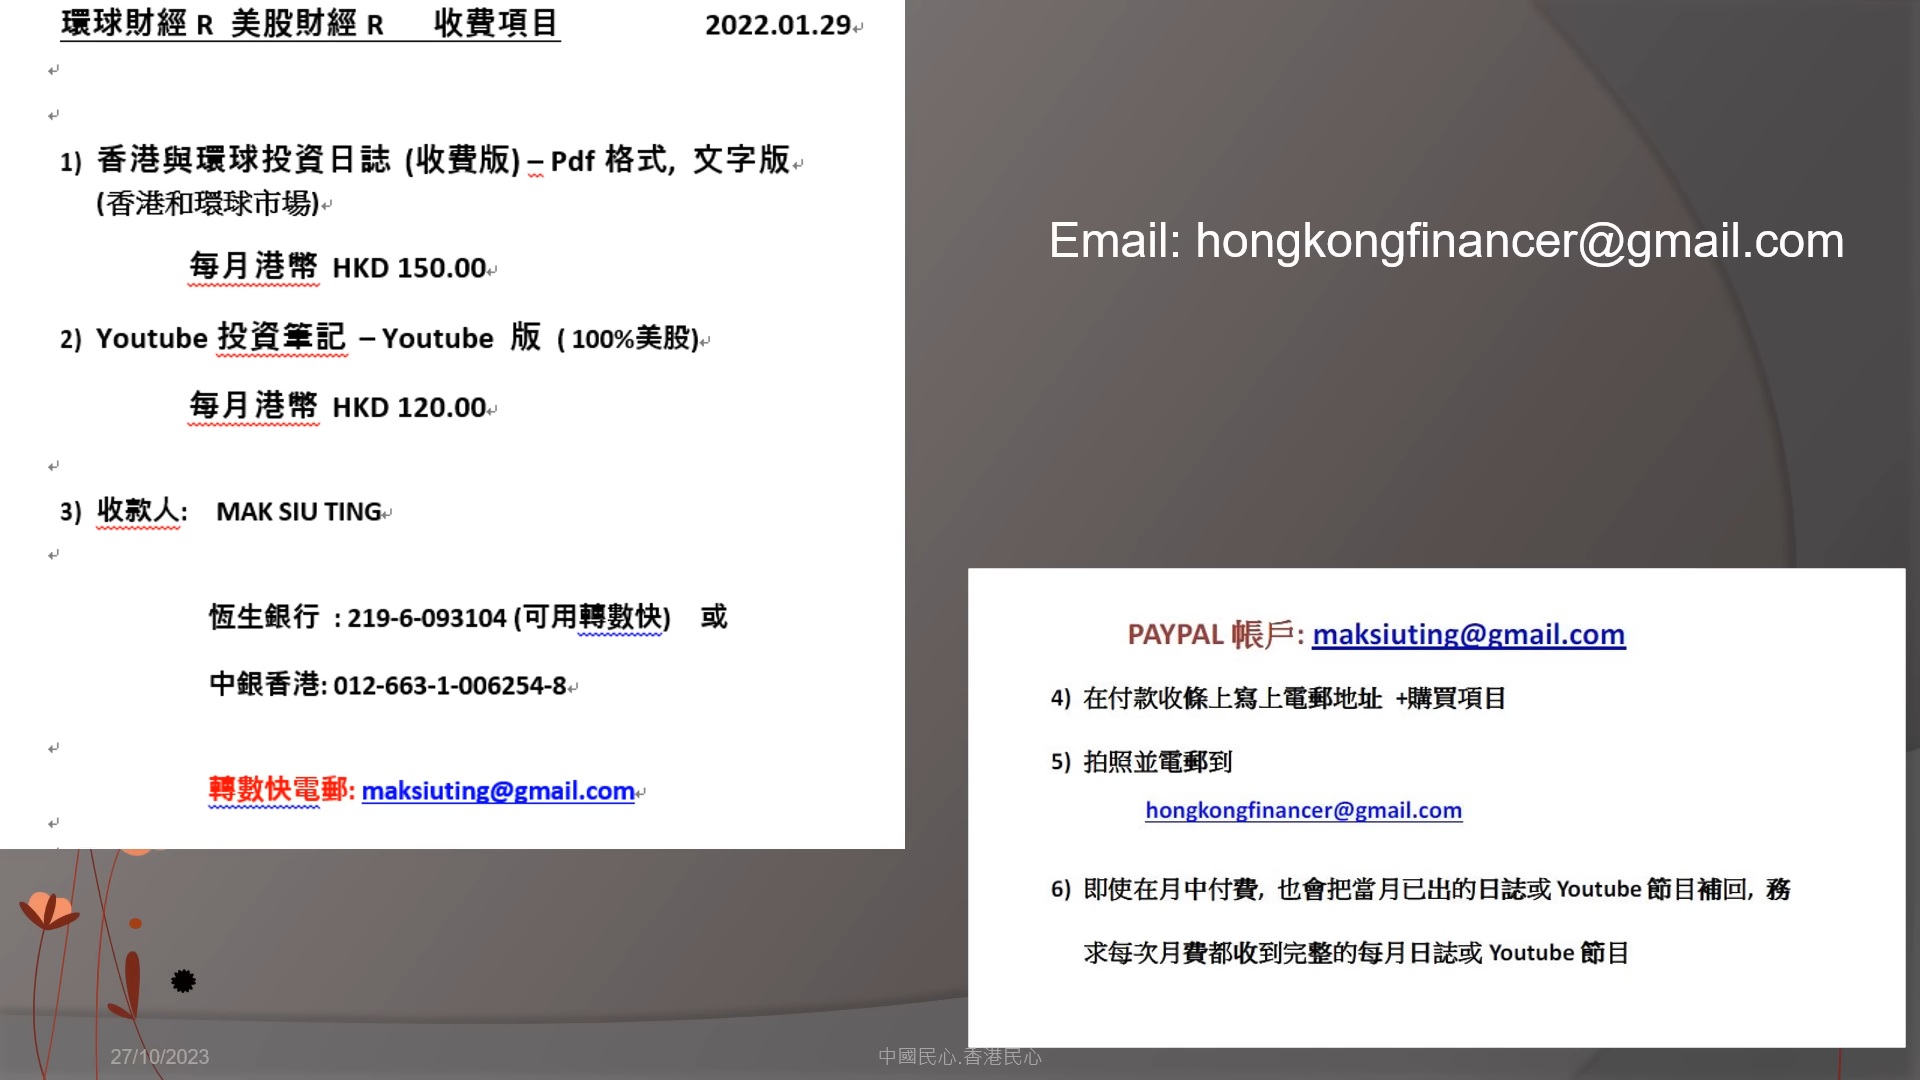 環球財經 R 美股財經 R 收費項目 2022.01.29
1) 香港與環球投資日誌 (收費版) – Pdf 格式, 文字版
(香港和環球市場)
每月港幣 HKD 150.00
2) Youtube 投資筆記 – Youtube 版 ( 100%美股)
每月港幣 HKD 120.00
3) 收款人: MAK SIU TING
恆生銀行 : 219-6-093104 (可用轉數快) 或
中銀香港: 012-663-1-006254-8
轉數快電郵: maksiuting@gmail.com
Email: hongkongfinancer@gmail.com
PAYPAL 帳戶: maksiuting@gmail.com
4) 在付款收條上寫上電郵地址 +購買項目
5) 拍照並電郵到
hongkongfinancer@gmail.com
6) 即使在月中付費, 也會把當月已出的日誌或 Youtube 節目補回, 務
求每次月費都收到完整的每月日誌或 Youtube 節目
27/10/2023
中國民心.香港民心